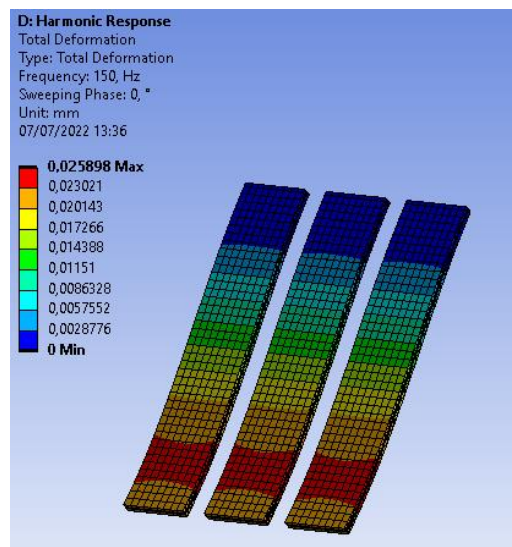 D: Harmonic Response
Total Deformation
Type: Total Deformation
Frequency: 150, Hz
Sweeping Phase: 0, °
Unit: mm
07/07/2022 13:36
0,025898 Max
0,023021
0,020143
0,017266
0,014388
0,01151
0,0086328
0,0057552
0,0028776
0 Min